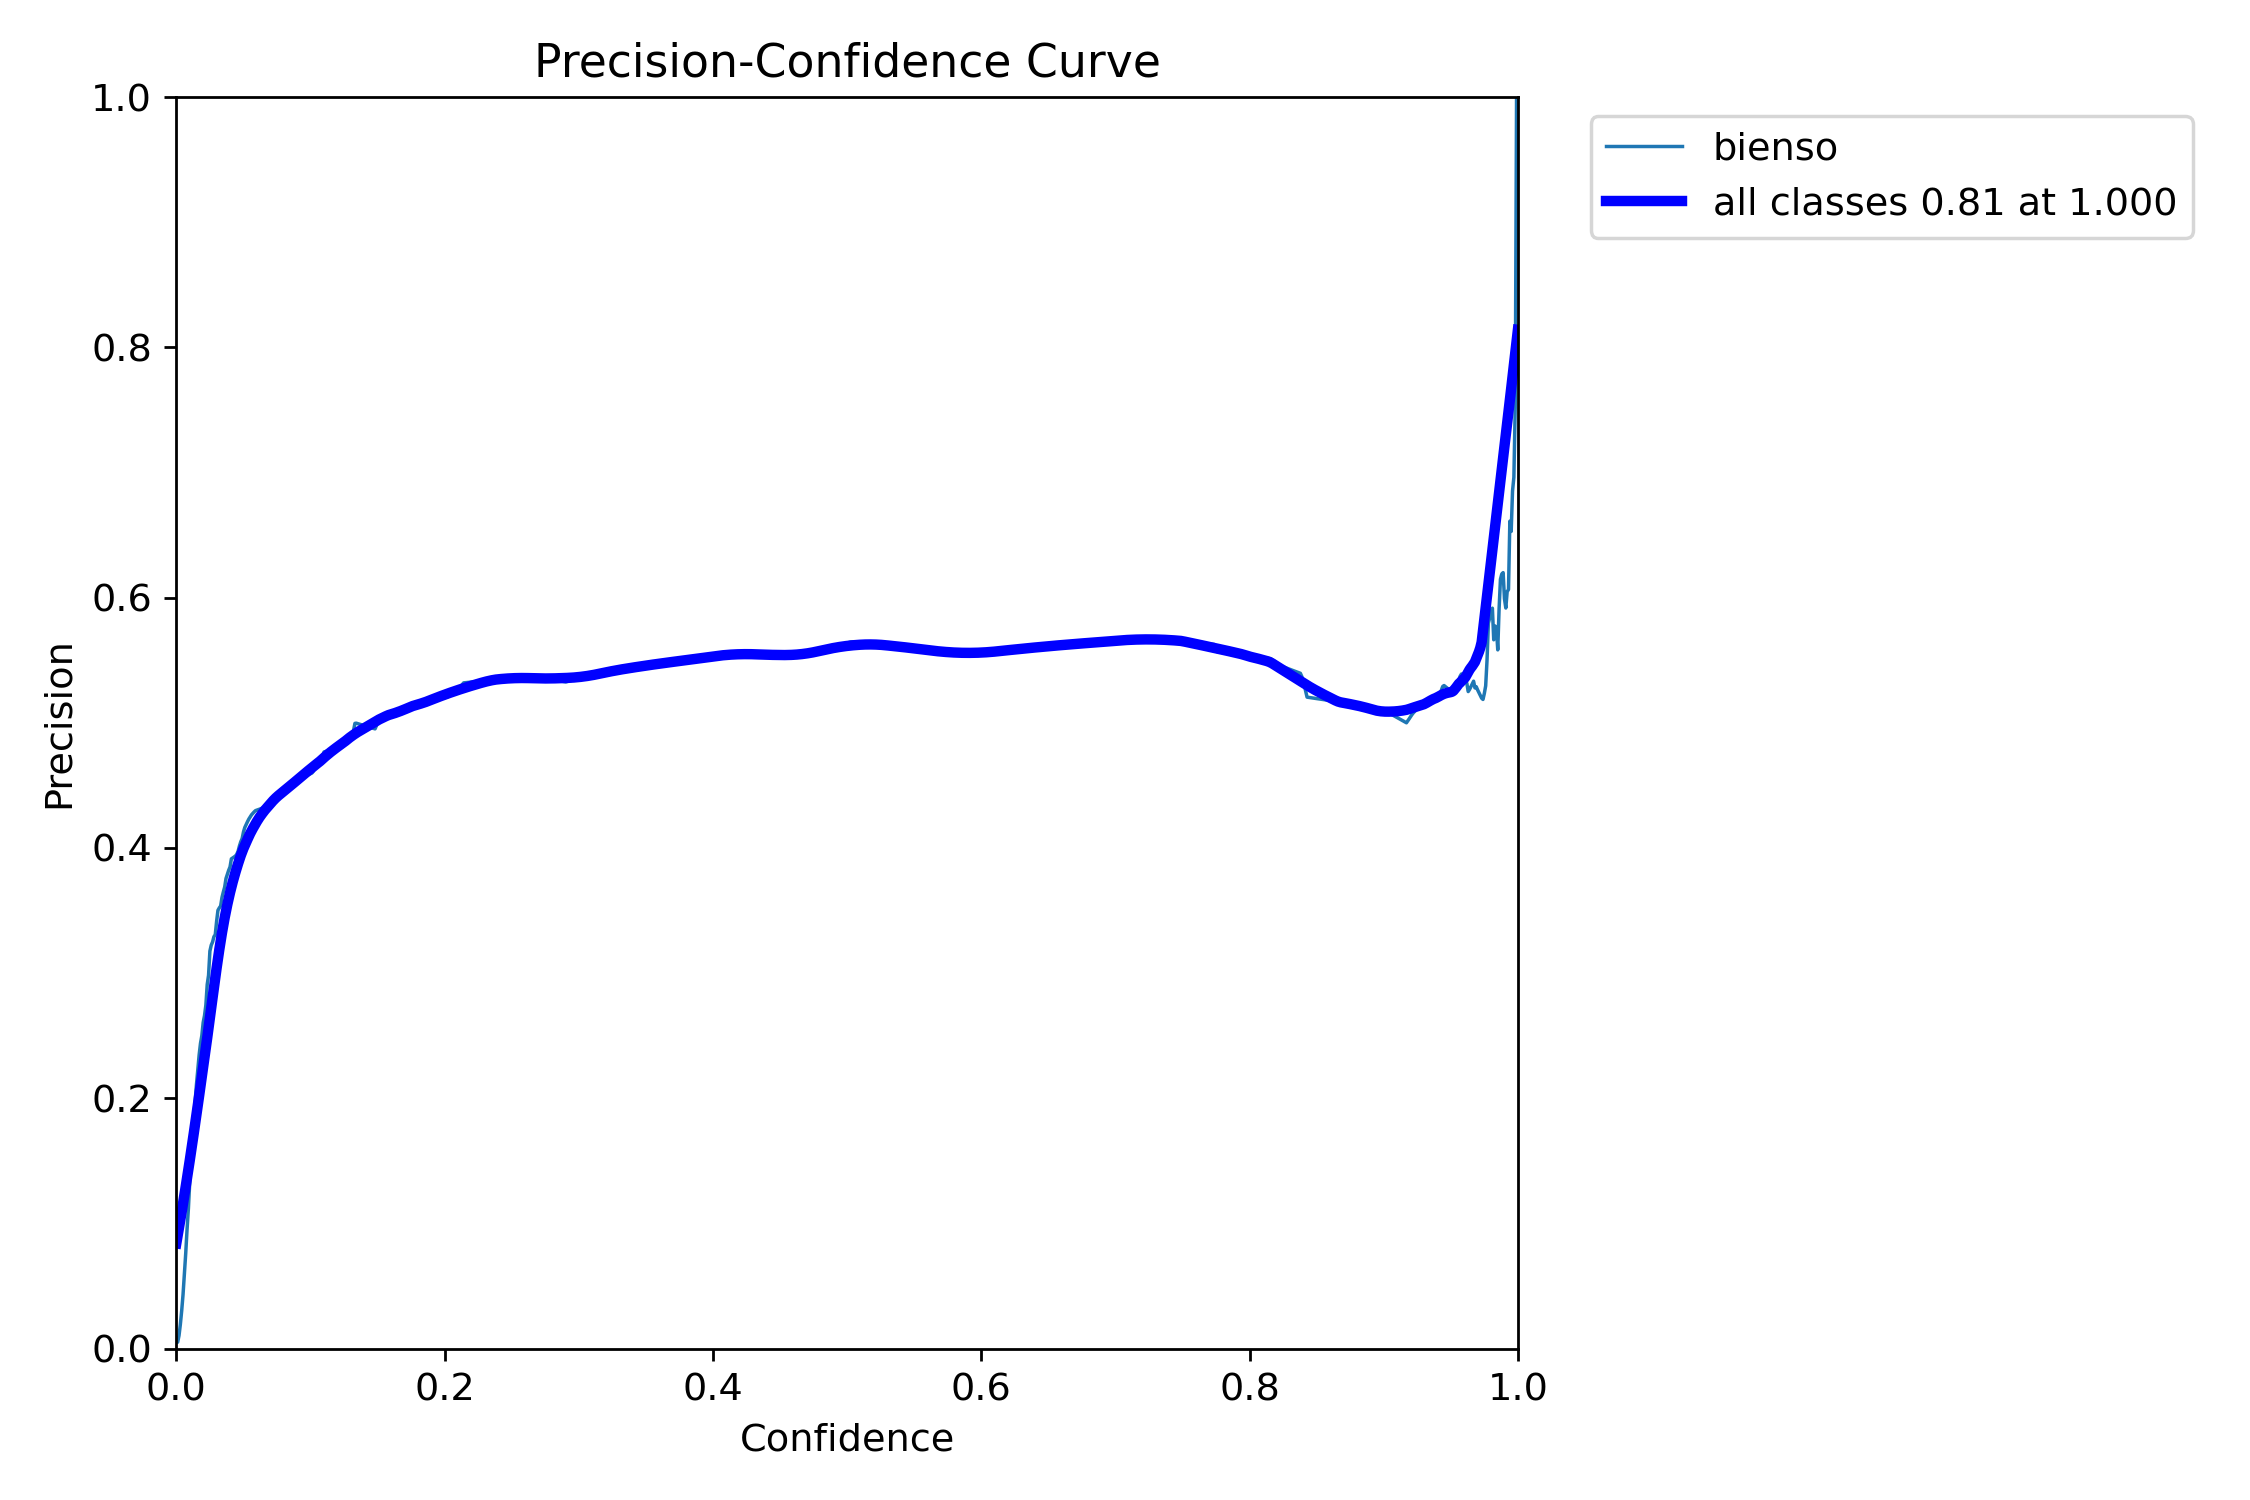 Precision-Confidence Curve
1.0
0.8
0.6
0.4
0.2
0.0
Precision
0.0 0.2 0.4 0.6 0.8 1.0
Confidence
bienso
all classes 0.81 at 1.000